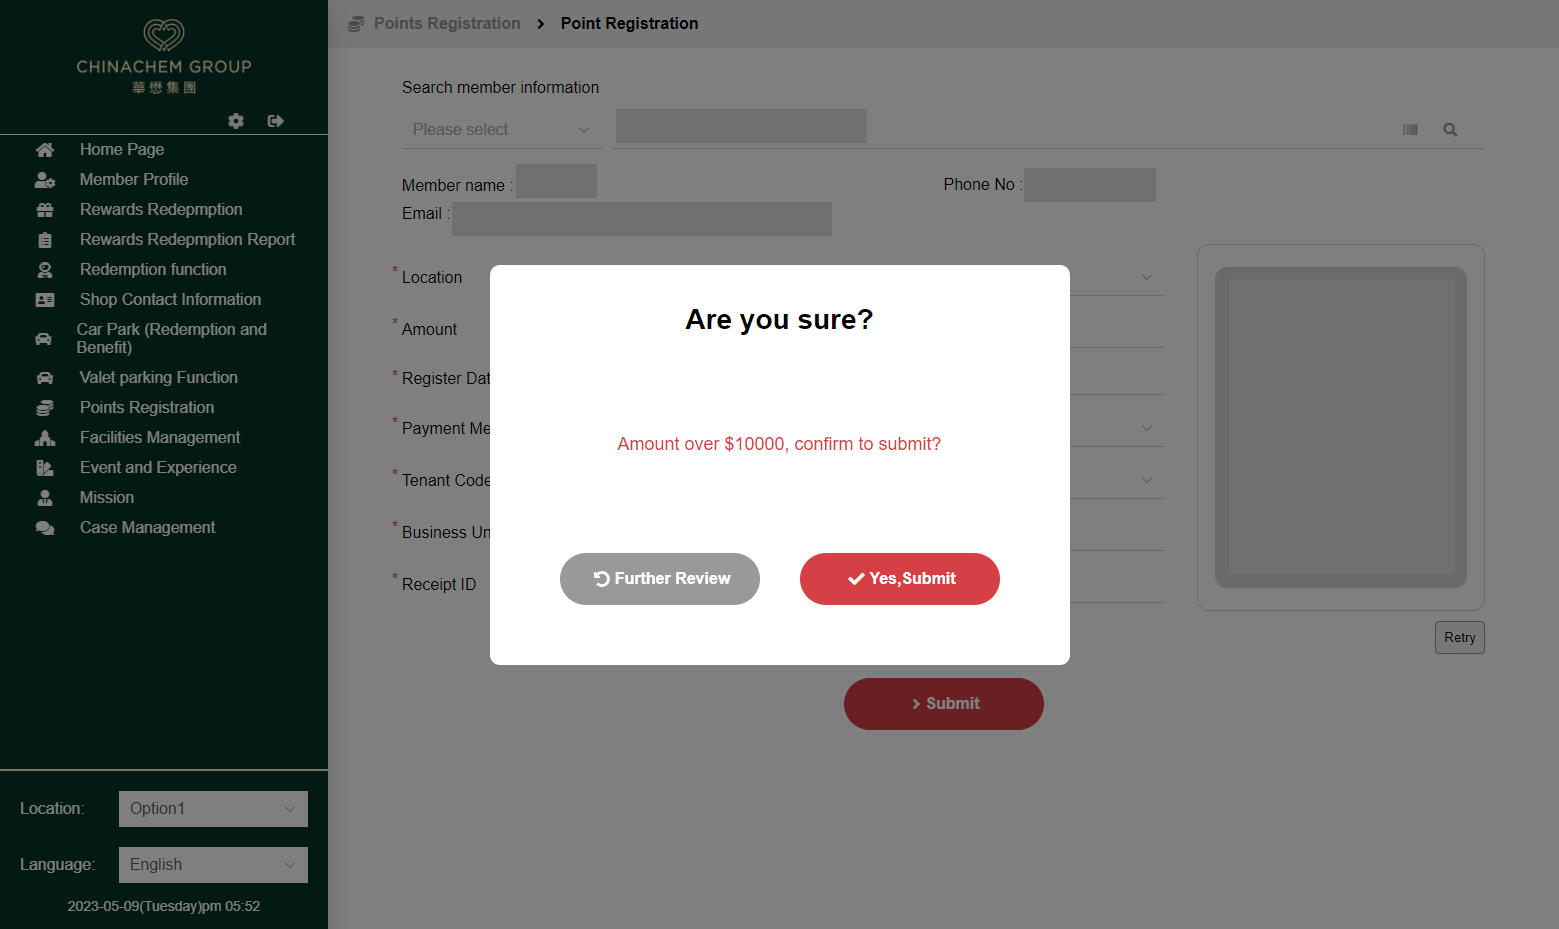 CHINACHEM GROUP
華懋集團
Home Page
Member Profile
Rewards Redepmption
Rewards Redepmption Report
Redemption function
Shop Contact Information
Car Park (Redemption and
Benefit)
Valet parking Function
Points Registration
Facilities Management
Event and Experience
Mission
Case Management
Location: Option1
Language: English
2023-05-09(Tuesday)pm 05:52
Points Registration > Point Registration
Search member information
Please select
Member name : Phone No :
Email :
* Location
* Amount
* Register Dat
* Payment Me
* Tenant Code
* Business Un
* Receipt ID
Are you sure?
Amount over $10000, confirm to submit?
Further Review Yes,Submit
Retry
Submit